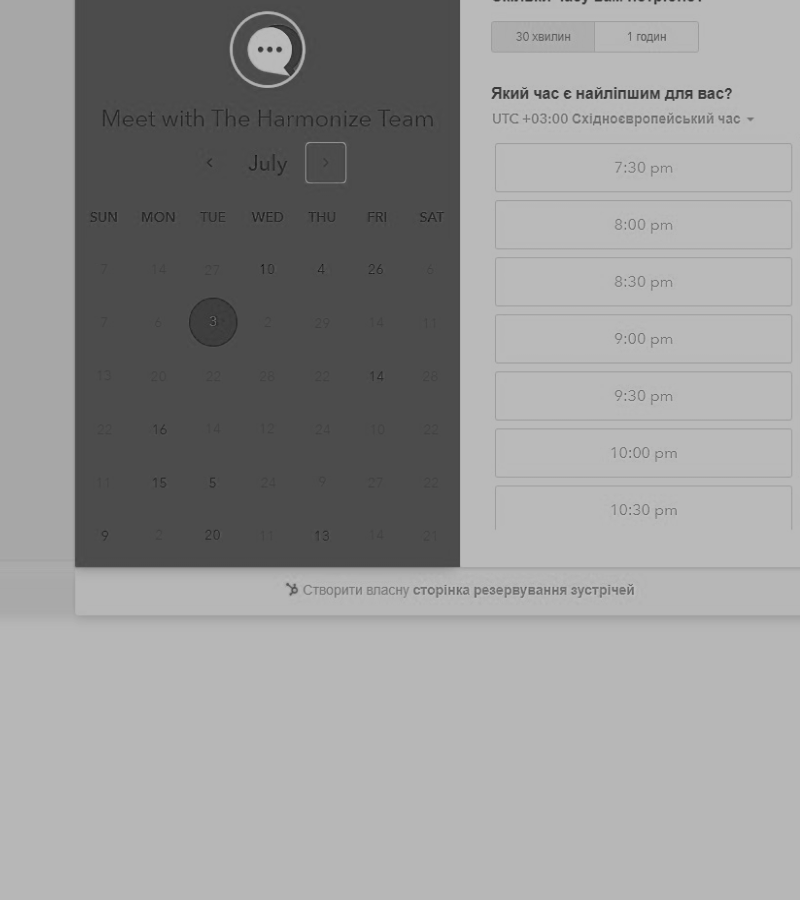 Meet with The Harmonize Team
July
SUN MON TUE WED THU FRI SAT
7 14 27 10 4 26 6
7 6 3 2 29 14 11
13 20 22 28 22 14 28
22 16 14 12 24 10 22
11 15 5 24 9 27 22
9 2 20 11 13 14 21
30 хвилин 1 годин
Який час є найліпшим для вас?
UTC +03:00 Східноєвропейський час
7:30 pm
8:00 pm
8:30 pm
9:00 pm
9:30 pm
10:00 pm
10:30 pm
Створити власну сторінка резервування зустрічей